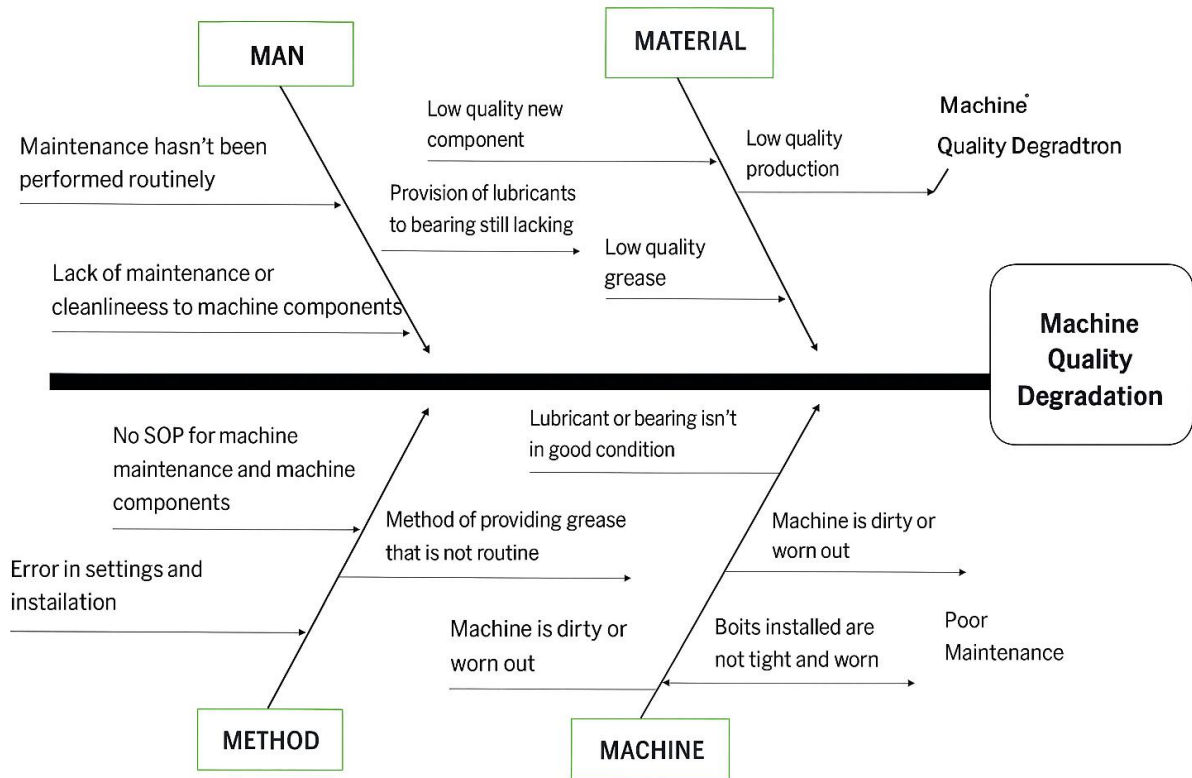 MAN
MATERIAL
Low quality new
component
Machine°
Quality Degradtron
Low quality
production
Maintenance hasn't been
performed routinely
Provision of lubricants
to bearing still lacking
Low quality
grease
Lack of maintenance or
cleanlineess to machine components
Machine
Quality
Degradation
No SOP for machine
maintenance and machine
components
Lubricant or bearing isn't
in good condition
Method of providing grease
that is not routine
Machine is dirty or
worn out
Error in settings and
instailation
Machine is dirty or
worn out
Boits installed are
not tight and worn
Poor
Maintenance
METHOD
MACHINE